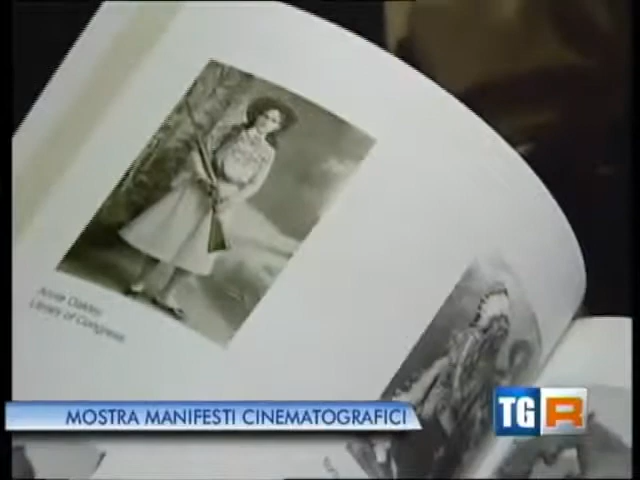 Annie Oakley
Library of Congress
MOSTRA MANIFESTI CINEMATOGRAFICI
TGR